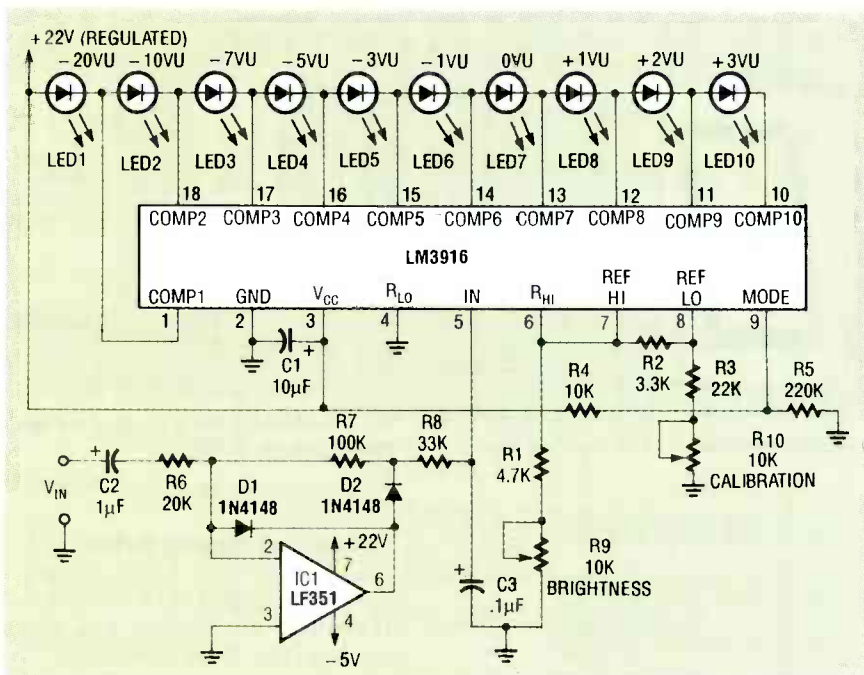 +22V (REGULATED)
−20VU −10VU −7VU −5VU −3VU −1VU 0VU +1VU +2VU +3VU
LED1 LED2 LED3 LED4 LED5 LED6 LED7 LED8 LED9 LED10
18 17 16 15 14 13 12 11 10
COMP2 COMP3 COMP4 COMP5 COMP6 COMP7 COMP8 COMP9 COMP10
LM3916
COMP1 GND VCC RLO IN RHI REF HI REF LO MODE
1 2 3 4 5 6 7 8 9
C1
10µF
+
R2
3.3K
R3
22K
R4
10K
R5
220K
R7
100K
R8
33K
R1
4.7K
R10
10K
CALIBRATION
VIN
+
C2
1µF
R6
20K
D1
1N4148
D2
1N4148
+22V
2
7
IC1
LF351
6
3
4
−5V
+
C3
.1µF
R9
10K
BRIGHTNESS